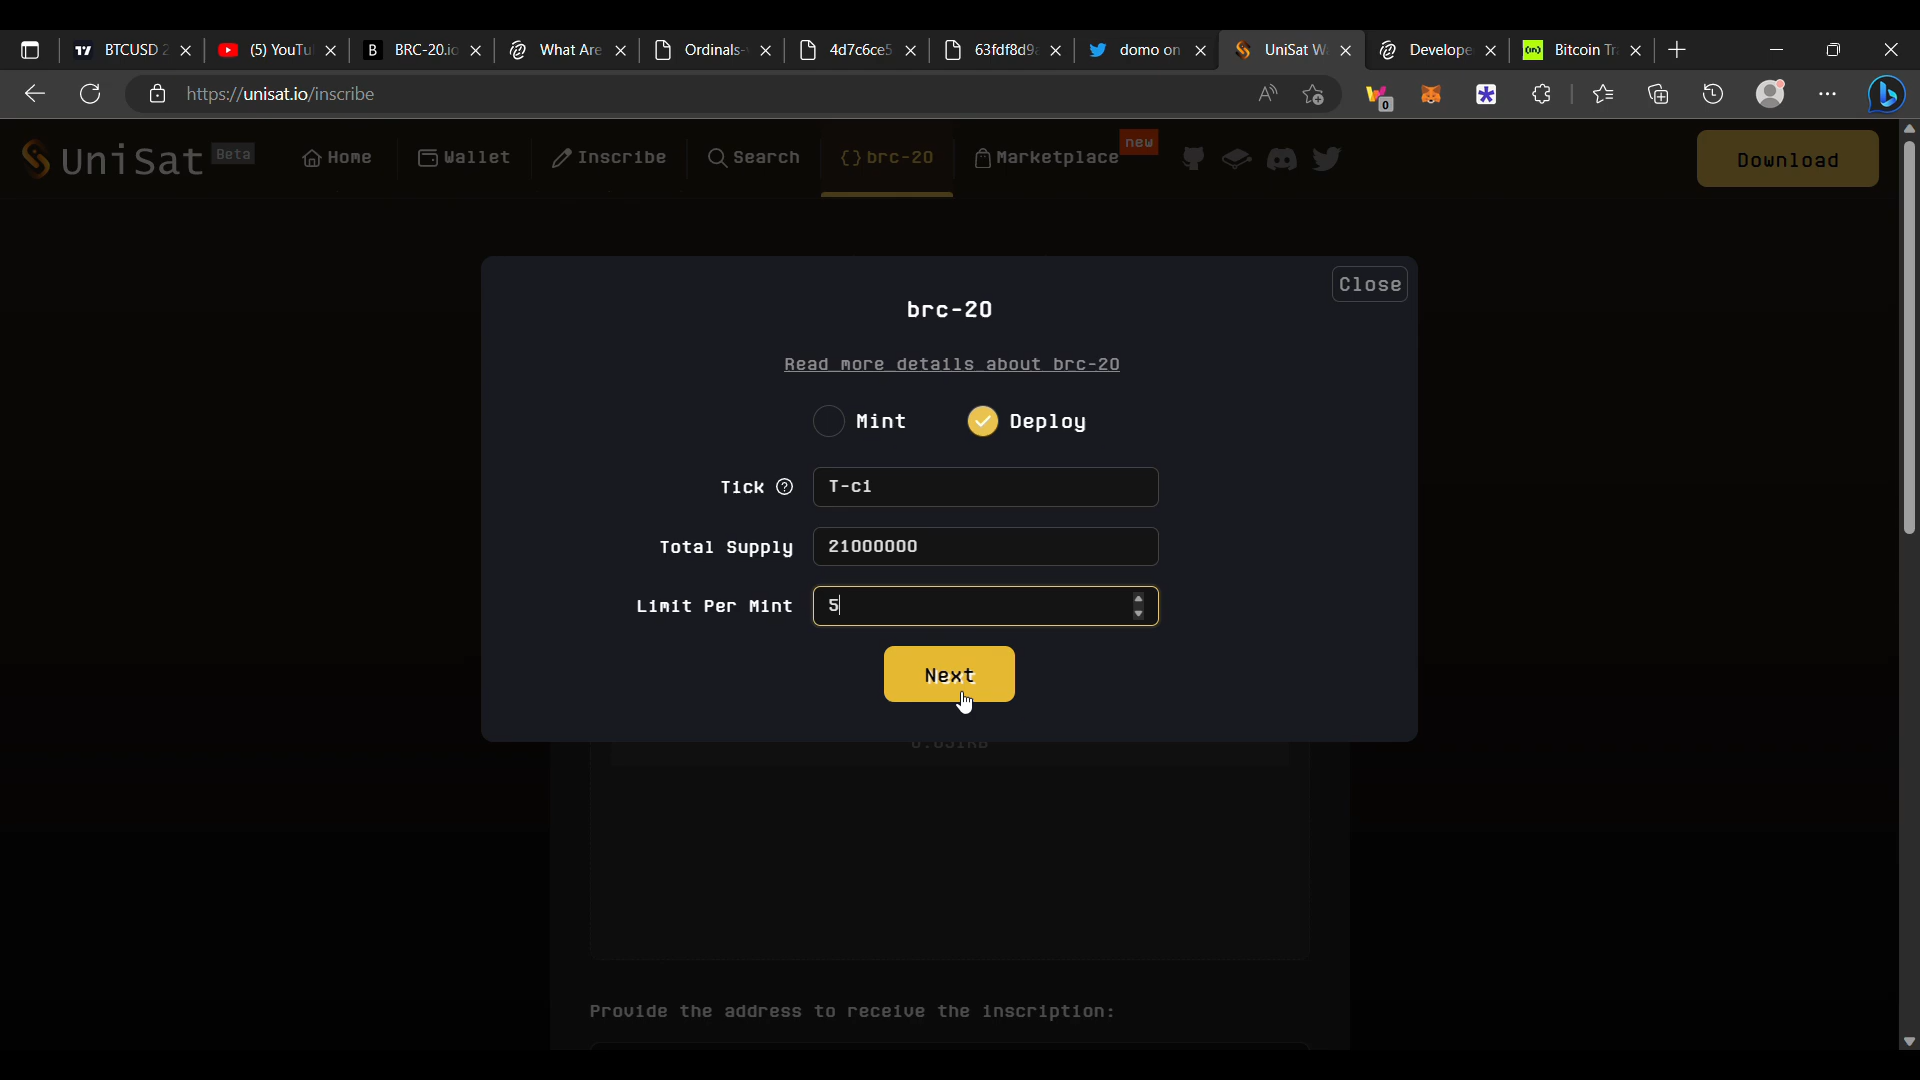 BTCUSD 2
(5) YouTu
BRC-20.io
What Are
Ordinals-
4d7c6ce5
63fdf8d9
domo on
UniSat W
Develope
Bitcoin Tr
https://unisat.io/inscribe
0
UniSat Beta
Home
Wallet
Inscribe
Search
{} brc-20
Marketplace
new
Download
Close
brc-20
Read more details about brc-20
Mint
Deploy
Tick ?
T-c1
Total Supply
21000000
Limit Per Mint
5
Next
Provide the address to receive the inscription: